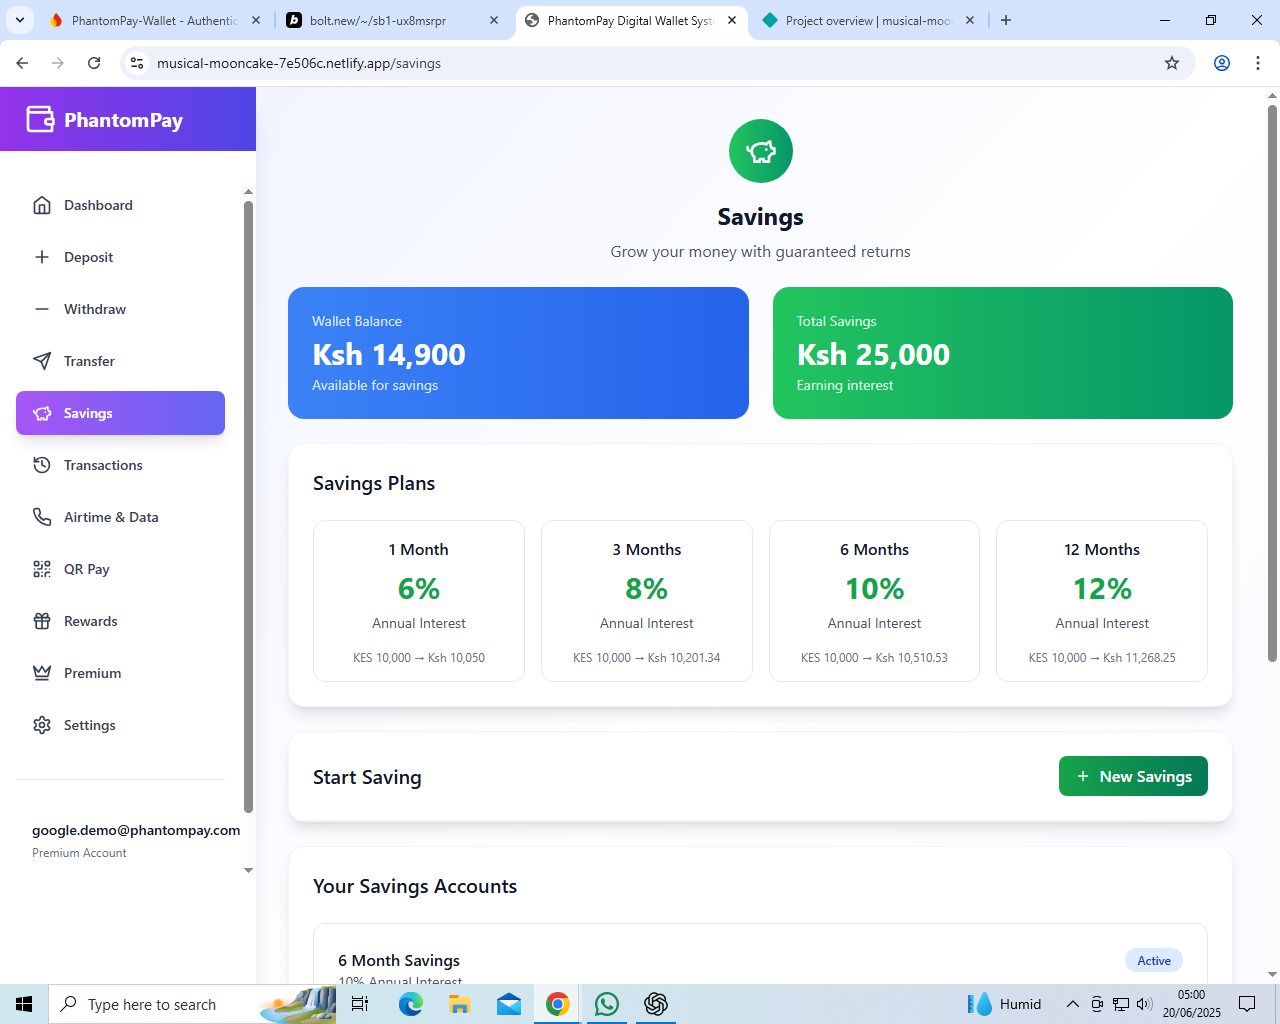 PhantomPay-Wallet - Authentic
bolt.new/~/sb1-ux8msrpr
PhantomPay Digital Wallet Syst
Project overview | musical-moo
musical-mooncake-7e506c.netlify.app/savings
PhantomPay
Dashboard
Deposit
Withdraw
Transfer
Savings
Transactions
Airtime & Data
QR Pay
Rewards
Premium
Settings
google.demo@phantompay.com
Premium Account
Savings
Grow your money with guaranteed returns
Wallet Balance
Ksh 14,900
Available for savings
Total Savings
Ksh 25,000
Earning interest
Savings Plans
1 Month
6%
Annual Interest
KES 10,000 → Ksh 10,050
3 Months
8%
Annual Interest
KES 10,000 → Ksh 10,201.34
6 Months
10%
Annual Interest
KES 10,000 → Ksh 10,510.53
12 Months
12%
Annual Interest
KES 10,000 → Ksh 11,268.25
Start Saving
+ New Savings
Your Savings Accounts
6 Month Savings
Active
10% Annual Interest
Type here to search
Humid
05:00
20/06/2025